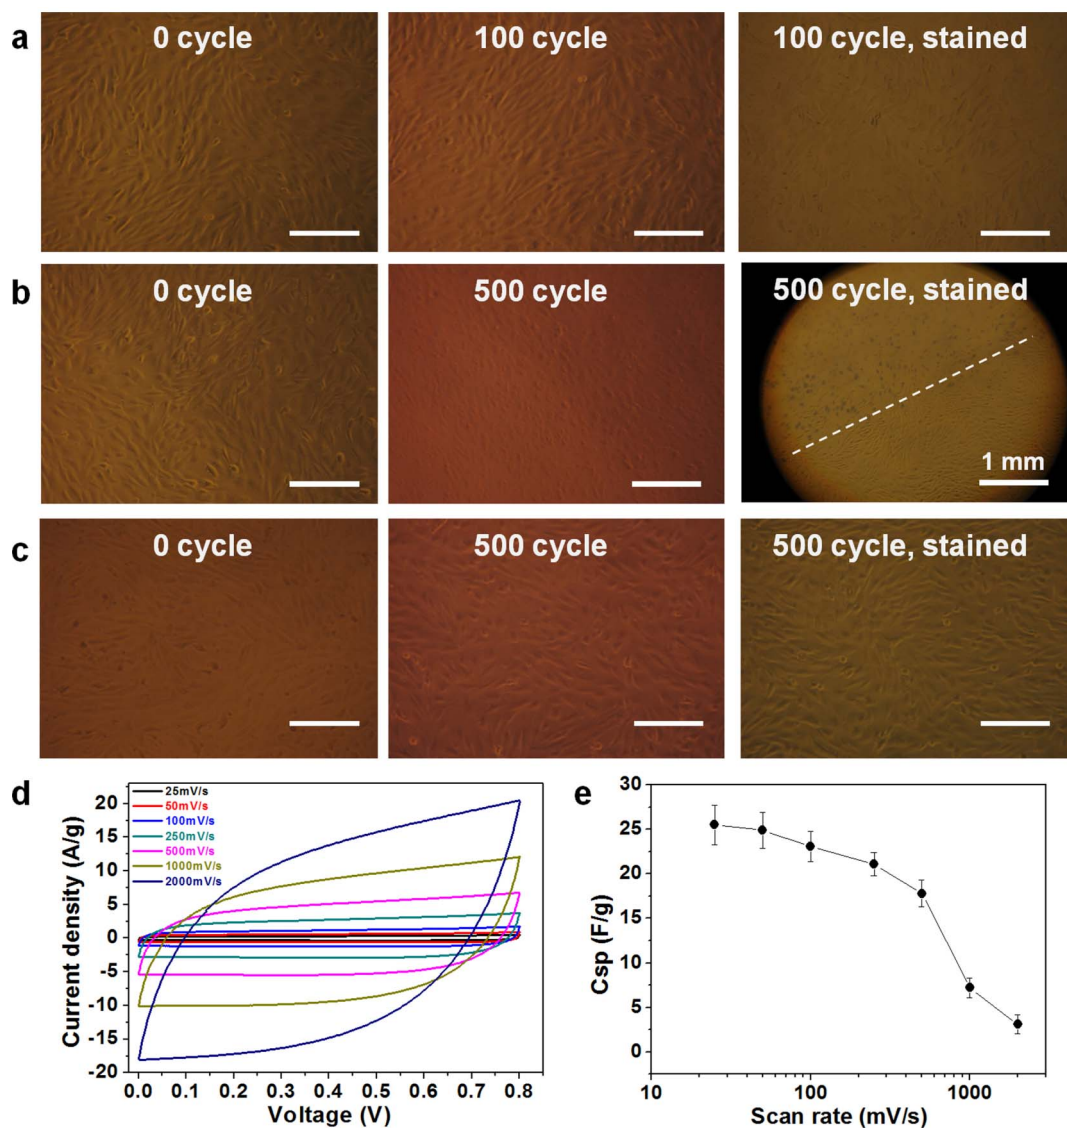 a
0 cycle
100 cycle
100 cycle, stained
b
0 cycle
500 cycle
500 cycle, stained
1 mm
c
0 cycle
500 cycle
500 cycle, stained
d
25mV/s
50mV/s
100mV/s
250mV/s
500mV/s
1000mV/s
2000mV/s
20
15
10
5
0
-5
-10
-15
-20
Current density (A/g)
0.0 0.1 0.2 0.3 0.4 0.5 0.6 0.7 0.8
Voltage (V)
e
30
25
20
15
10
5
0
Csp (F/g)
10 100 1000
Scan rate (mV/s)